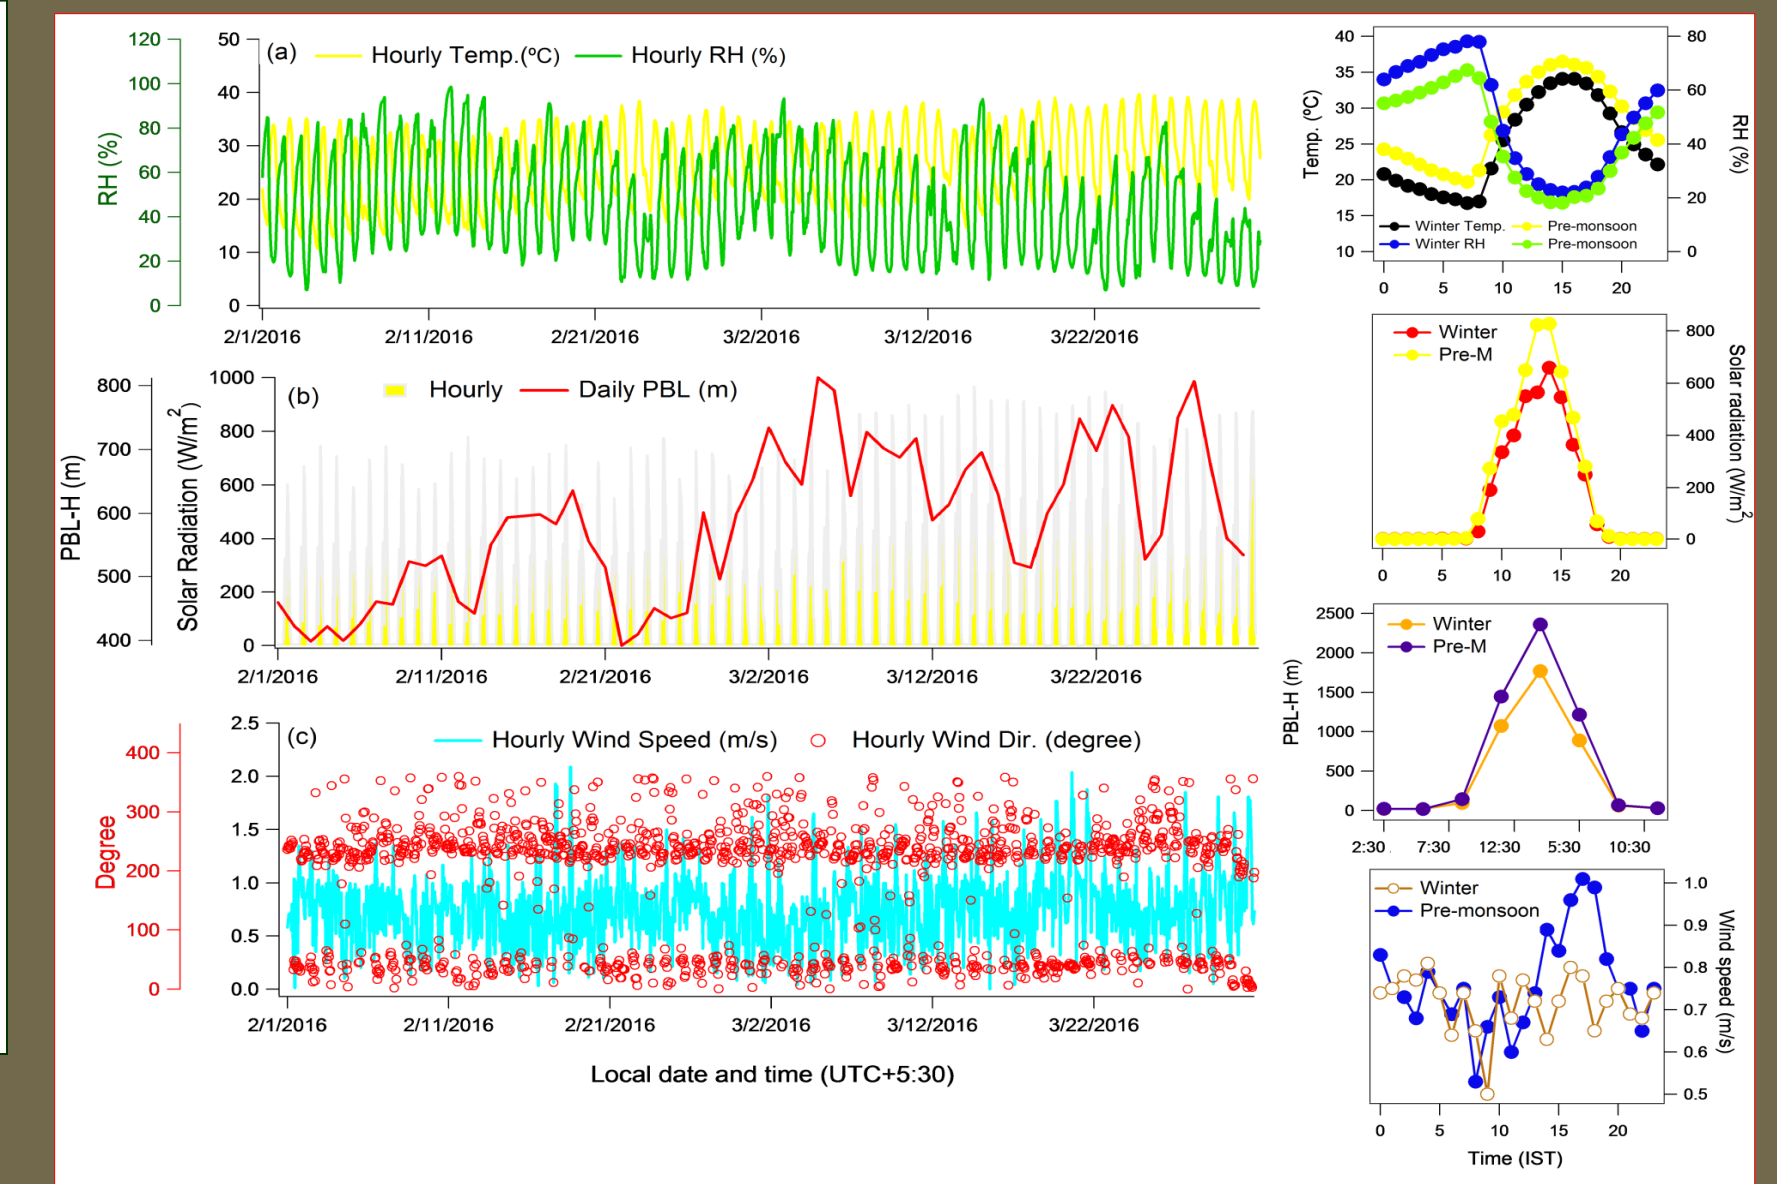 (a) Hourly Temp.(ºC) Hourly RH (%)
120
100
80
60
40
20
0
RH (%)
50
40
30
20
10
0
2/1/2016 2/11/2016 2/21/2016 3/2/2016 3/12/2016 3/22/2016
(b) Hourly Daily PBL (m)
800
700
600
500
400
PBL-H (m)
1000
800
600
400
200
0
Solar Radiation (W/m²)
2/1/2016 2/11/2016 2/21/2016 3/2/2016 3/12/2016 3/22/2016
(c) Hourly Wind Speed (m/s) Hourly Wind Dir. (degree)
400
300
200
100
0
Degree
2.5
2.0
1.5
1.0
0.5
0.0
2/1/2016 2/11/2016 2/21/2016 3/2/2016 3/12/2016 3/22/2016
Local date and time (UTC+5:30)
40
35
30
25
20
15
10
Temp. (ºC)
80
60
40
20
0
RH (%)
Winter Temp. Pre-monsoon
Winter RH Pre-monsoon
0 5 10 15 20
Winter
Pre-M
800
600
400
200
0
Solar radiation (W/m²)
0 5 10 15 20
Winter
Pre-M
2500
2000
1500
1000
500
0
PBL-H (m)
2:30 7:30 12:30 5:30 10:30
Winter
Pre-monsoon
1.0
0.9
0.8
0.7
0.6
0.5
Wind speed (m/s)
0 5 10 15 20
Time (IST)